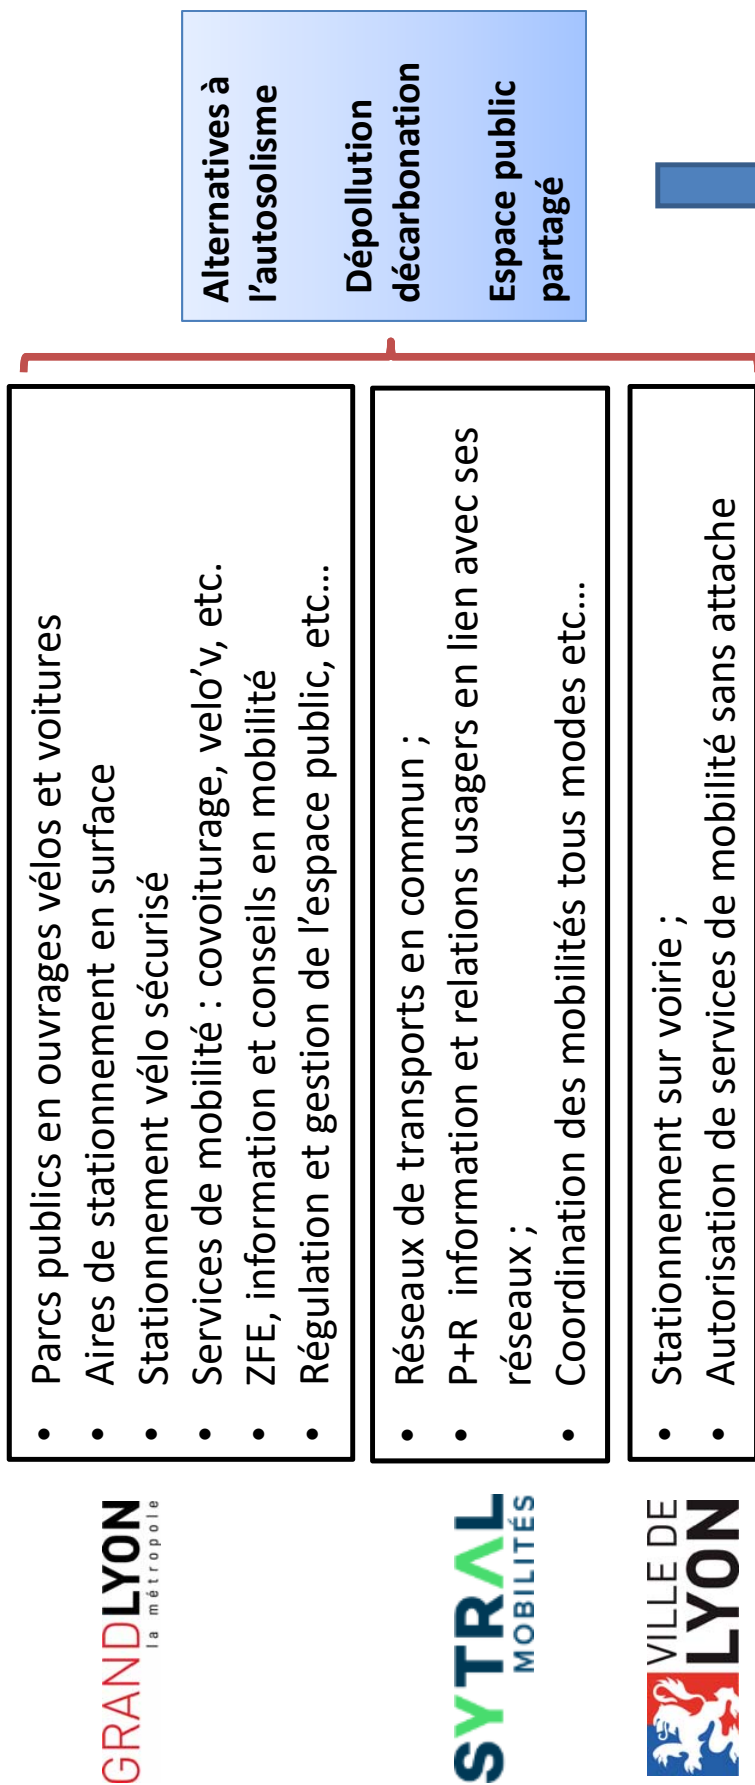 GRANDLYON
la métropole
• Parcs publics en ouvrages vélos et voitures
• Aires de stationnement en surface
• Stationnement vélo sécurisé
• Services de mobilité : covoiturage, velo'v, etc.
• ZFE, information et conseils en mobilité
• Régulation et gestion de l'espace public, etc...
SYTRAL
MOBILITÉS
• Réseaux de transports en commun ;
• P+R information et relations usagers en lien avec ses
réseaux ;
• Coordination des mobilités tous modes etc...
VILLE DE
LYON
• Stationnement sur voirie ;
• Autorisation de services de mobilité sans attache
Alternatives à
l'autosolisme
Dépollution
décarbonation
Espace public
partagé